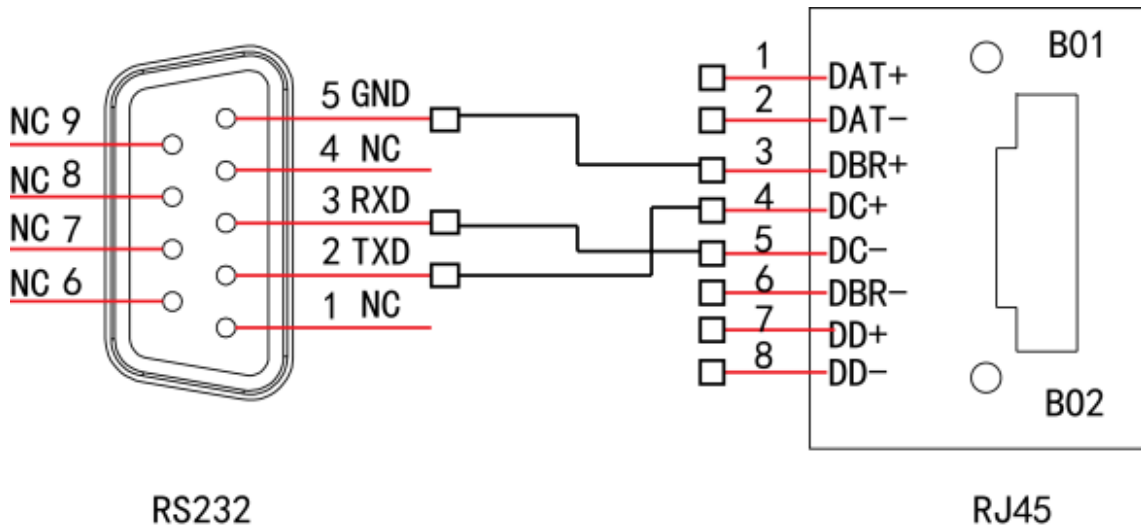 NC 9
NC 8
NC 7
NC 6
5 GND
4 NC
3 RXD
2 TXD
1 NC
RS232
1 DAT+
2 DAT-
3 DBR+
4 DC+
5 DC-
6 DBR-
7 DD+
8 DD-
B01
B02
RJ45